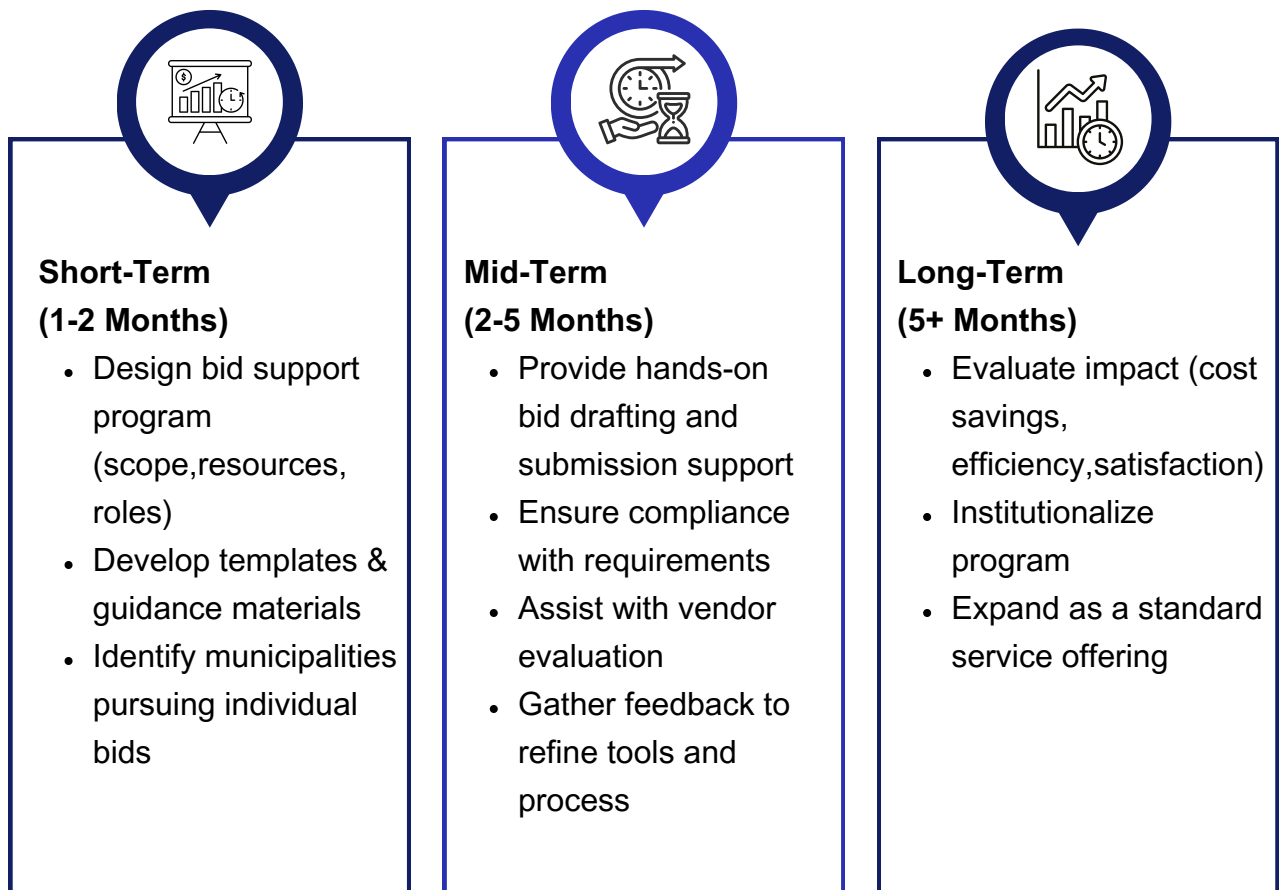 Short-Term
(1-2 Months)
• Design bid support
program
(scope,resources,
roles)
• Develop templates &
guidance materials
• Identify municipalities
pursuing individual
bids
Mid-Term
(2-5 Months)
• Provide hands-on
bid drafting and
submission support
• Ensure compliance
with requirements
• Assist with vendor
evaluation
• Gather feedback to
refine tools and
process
Long-Term
(5+ Months)
• Evaluate impact (cost
savings,
efficiency,satisfaction)
• Institutionalize
program
• Expand as a standard
service offering